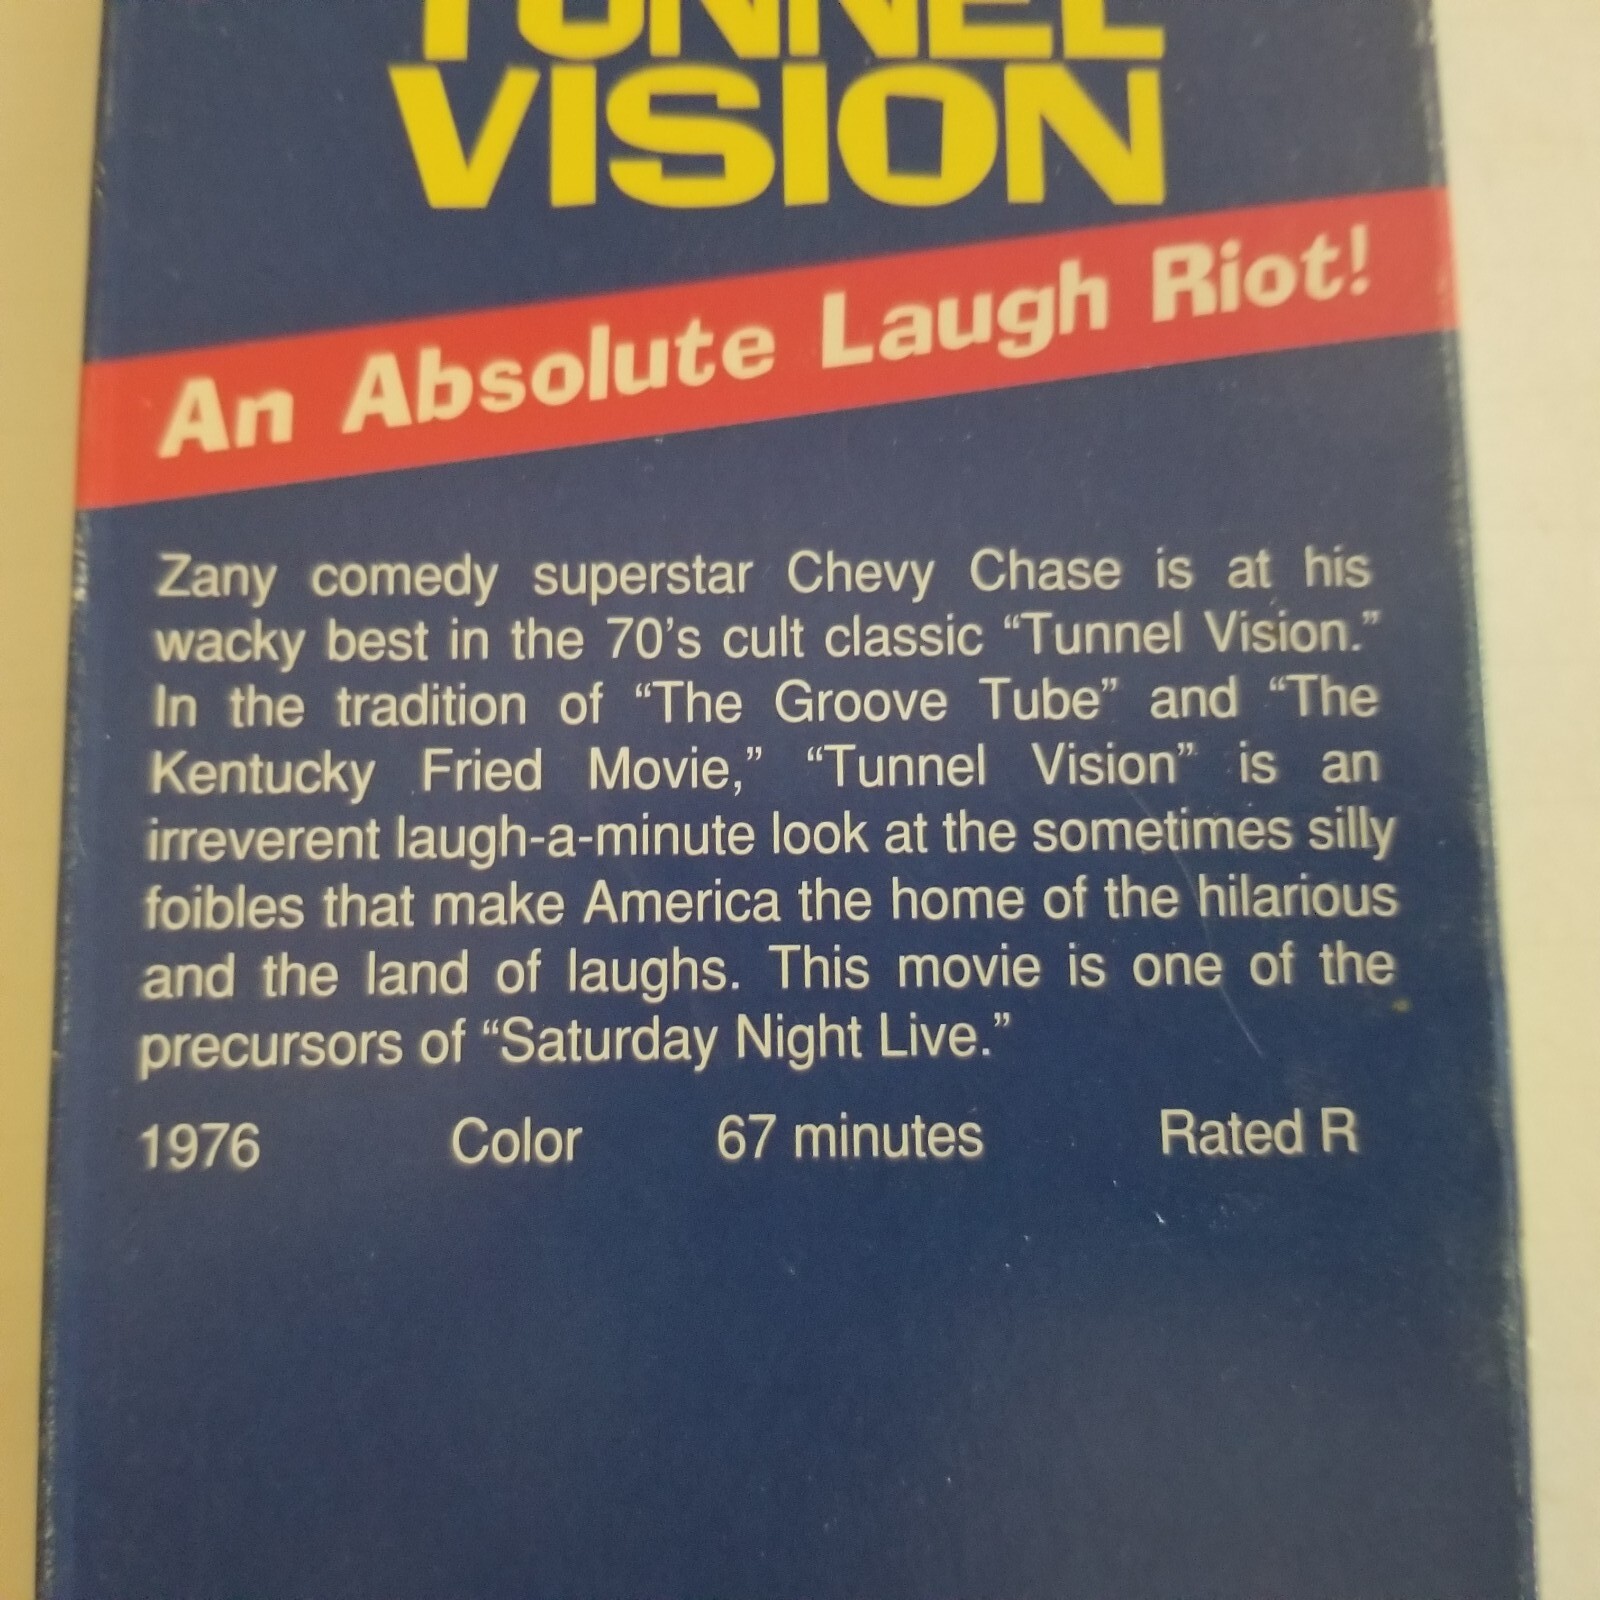 TUNNEL
VISION
An Absolute Laugh Riot!
Zany comedy superstar Chevy Chase is at his
wacky best in the 70's cult classic “Tunnel Vision.”
In the tradition of “The Groove Tube” and “The
Kentucky Fried Movie,” “Tunnel Vision” is an
irreverent laugh-a-minute look at the sometimes silly
foibles that make America the home of the hilarious
and the land of laughs. This movie is one of the
precursors of “Saturday Night Live.”
1976 Color 67 minutes Rated R